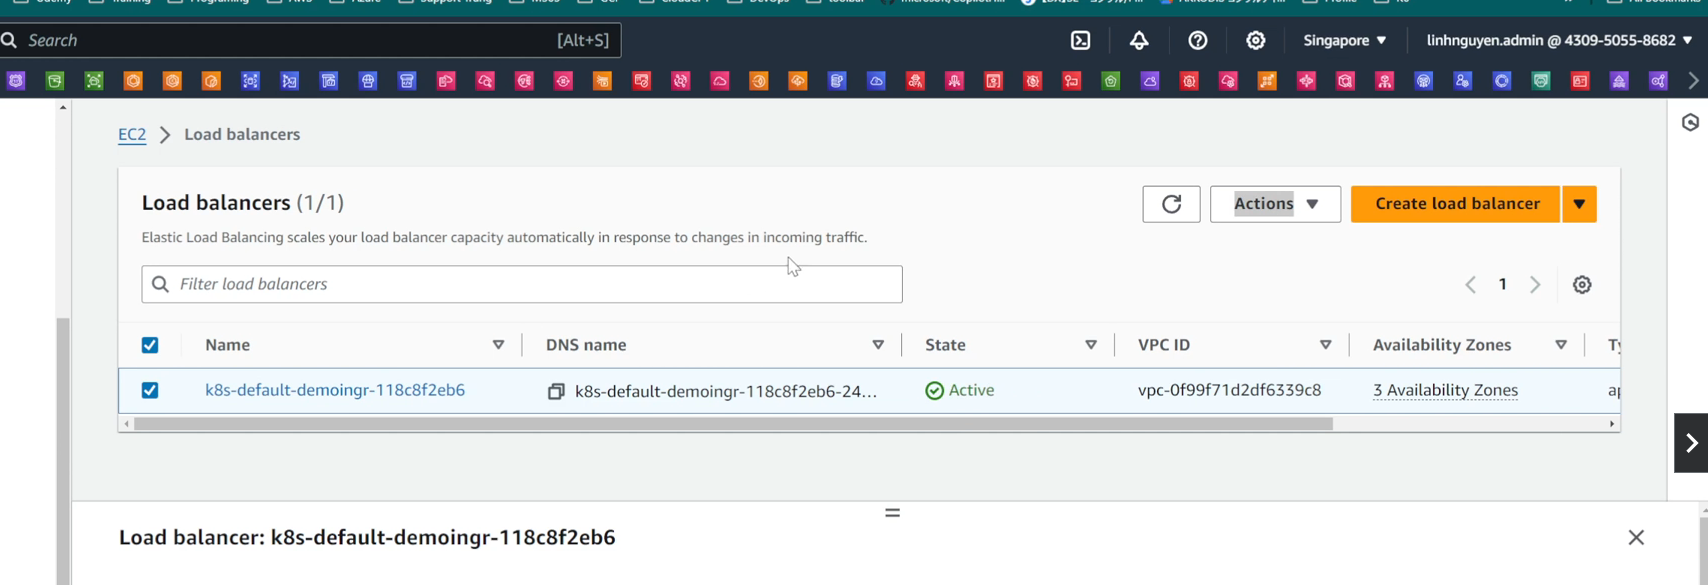 Search [Alt+S] Singapore linhnguyen.admin @ 4309-5055-8682
EC2 Load balancers
Load balancers (1/1) Actions Create load balancer
Elastic Load Balancing scales your load balancer capacity automatically in response to changes in incoming traffic.
Filter load balancers 1
Name DNS name State VPC ID Availability Zones
k8s-default-demoingr-118c8f2eb6 k8s-default-demoingr-118c8f2eb6-24... Active vpc-0f99f71d2df6339c8 3 Availability Zones
Load balancer: k8s-default-demoingr-118c8f2eb6